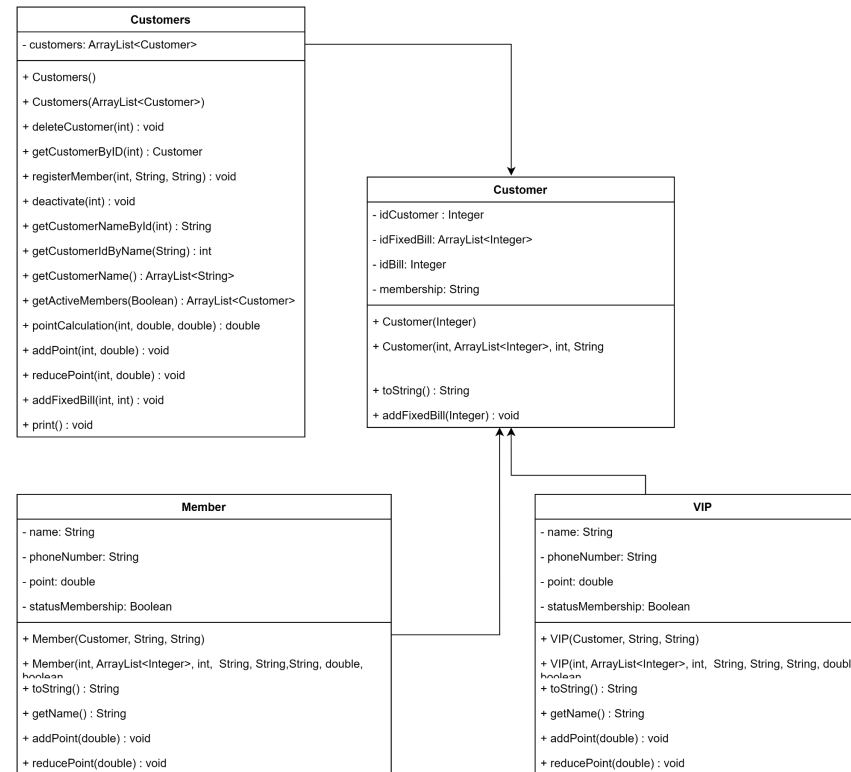 Customers
- customers: ArrayList<Customer>
+ Customers()
+ Customers(ArrayList<Customer>)
+ deleteCustomer(int) : void
+ getCustomerByID(int) : Customer
+ registerMember(int, String, String) : void
+ deactivate(int) : void
+ getCustomerNameById(int) : String
+ getCustomerIdByName(String) : int
+ getCustomerName() : ArrayList<String>
+ getActiveMembers(Boolean) : ArrayList<Customer>
+ pointCalculation(int, double, double) : double
+ addPoint(int, double) : void
+ reducePoint(int, double) : void
+ addFixedBill(int, int) : void
+ print() : void
Customer
- idCustomer : Integer
- idFixedBill: ArrayList<Integer>
- idBill: Integer
- membership: String
+ Customer(Integer)
+ Customer(int, ArrayList<Integer>, int, String
+ toString() : String
+ addFixedBill(Integer) : void
Member
- name: String
- phoneNumber: String
- point: double
- statusMembership: Boolean
+ Member(Customer, String, String)
+ Member(int, ArrayList<Integer>, int, String, String,String, double,
boolean
+ toString() : String
+ getName() : String
+ addPoint(double) : void
+ reducePoint(double) : void
VIP
- name: String
- phoneNumber: String
- point: double
- statusMembership: Boolean
+ VIP(Customer, String, String)
+ VIP(int, ArrayList<Integer>, int, String, String, String, doubl
boolean
+ toString() : String
+ getName() : String
+ addPoint(double) : void
+ reducePoint(double) : void